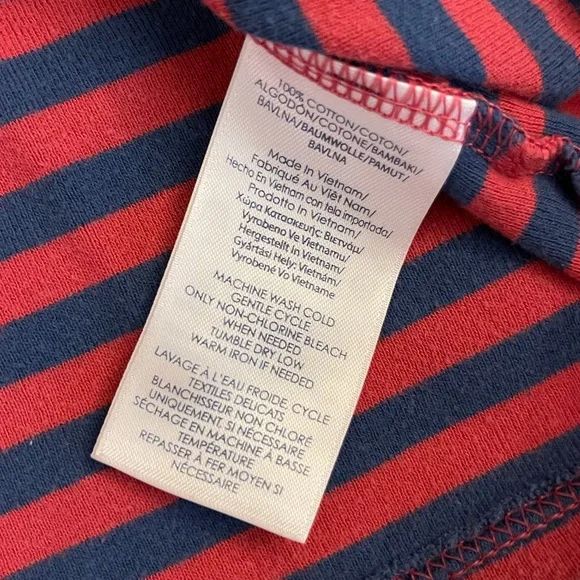 100% COTTON/COTON/
ALGODÓN/COTONE/BAMBAKI/
BAVLNA/BAUMWOLLE/PAMUT/
BAVLNA
Made In Vietnam/
Fabriqué Au Viêt Nam/
Hecho En Vietnam con tela importada/
Prodotto In Vietnam/
Χώρα Κατασκευής Βιετνάμ/
Vyrobeno Ve Vietnamu/
Hergestellt In Vietnam/
Gyártási Hely: Vietnám/
Vyrobené Vo Vietname
MACHINE WASH COLD
GENTLE CYCLE
ONLY NON-CHLORINE BLEACH
WHEN NEEDED
TUMBLE DRY LOW
WARM IRON IF NEEDED
LAVAGE À L'EAU FROIDE CYCLE
TEXTILES DELICATS
BLANCHISSEUR NON CHLORÉ
UNIQUEMENT, SI NÉCESSAIRE
SÉCHAGE EN MACHINE A BASSE
TEMPÉRATURE
REPASSER À FER MOYEN SI
NÉCESSAIRE